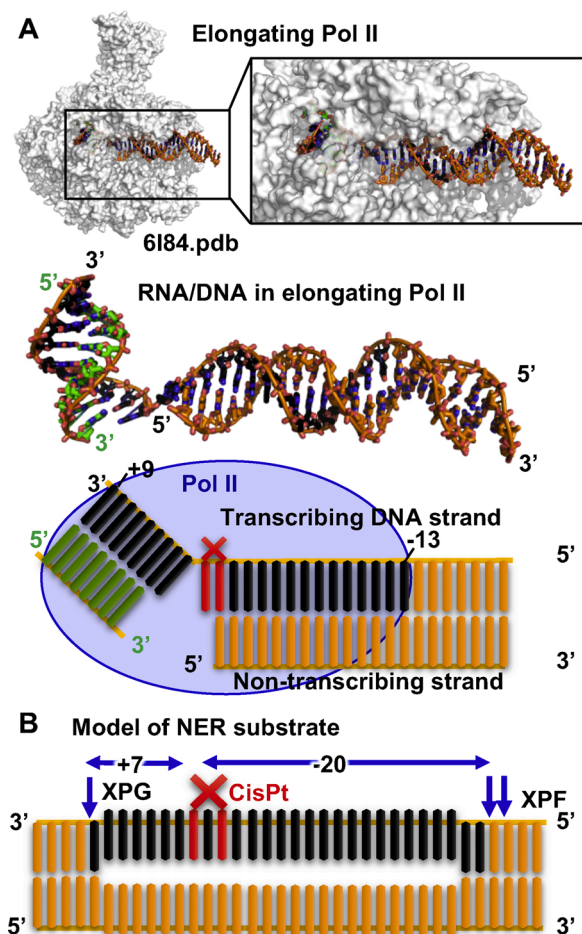 A
Elongating Pol II
6I84.pdb
5’
3’
RNA/DNA in elongating Pol II
5’
3’
5’
3’
3’
+9
Pol II
Transcribing DNA strand
-13
5’
5’
3’
5’
Non-transcribing strand
3’
B
Model of NER substrate
+7
-20
XPG
CisPt
XPF
3’
5’
5’
3’